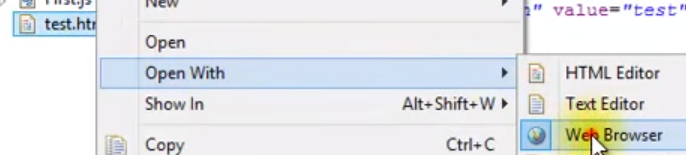 New
test.htm
n" value="test"
Open
Open With
HTML Editor
Show In Alt+Shift+W
Text Editor
Web Browser
Copy Ctrl+C